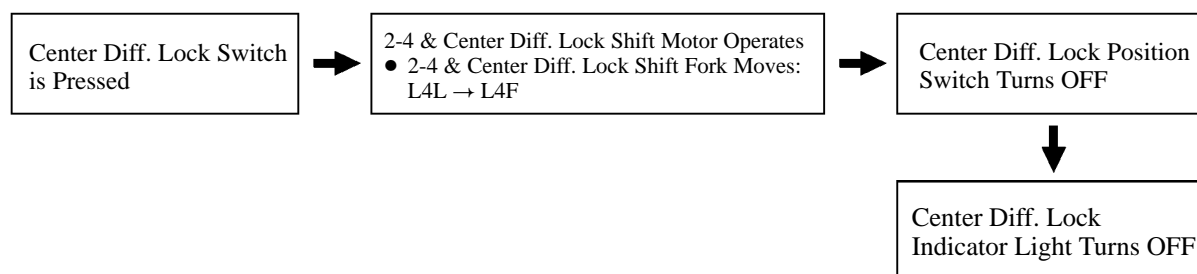 Center Diff. Lock Switch
is Pressed
2-4 & Center Diff. Lock Shift Motor Operates
● 2-4 & Center Diff. Lock Shift Fork Moves:
L4L → L4F
Center Diff. Lock Position
Switch Turns OFF
Center Diff. Lock
Indicator Light Turns OFF